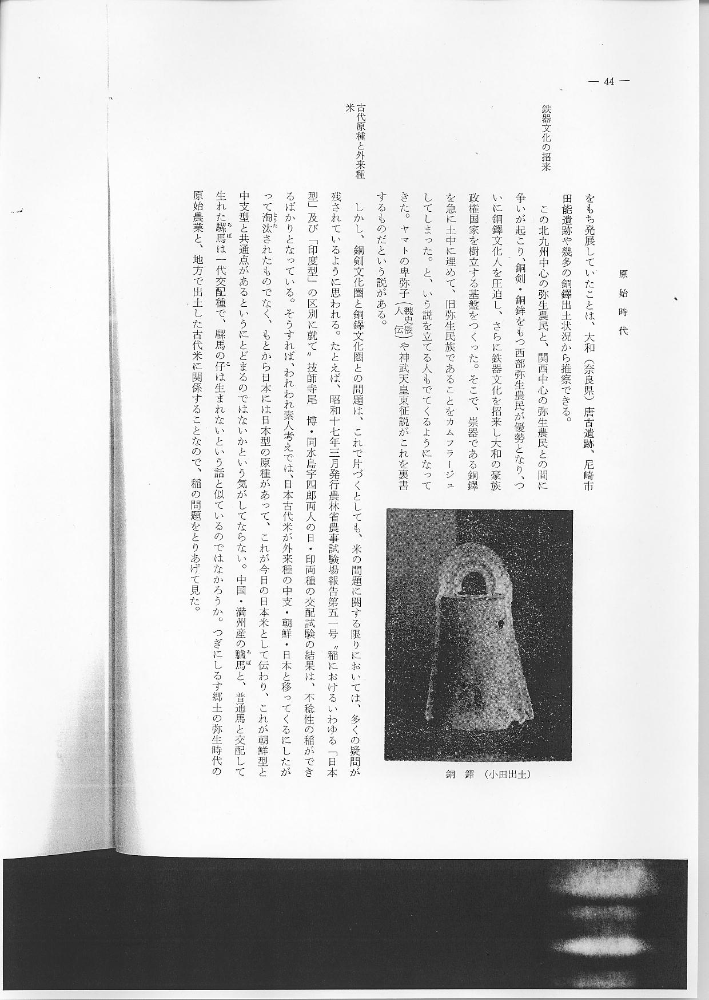 ― 44 ―
原始時代
をもち発展していたことは、大和（奈良県）唐古遺跡、尼崎市
田能遺跡や幾多の銅鐸出土状況から推察できる。
鉄器文化の招来
この北九州中心の弥生農民と、関西中心の弥生農民との間に
争いが起こり、銅剣・銅鉾をもつ西部弥生農民が優勢となり、つ
いに銅鐸文化人を圧迫し、さらに鉄器文化を招来し大和の豪族
政権国家を樹立する基盤をつくった。そこで、祟器である銅鐸
を急に土中に埋めて、旧弥生民族であることをカムフラージュ
してしまった。と、いう説を立てる人もでてくるようになって
きた。ヤマトの卑弥子（魏史倭人伝）や神武天皇東征説がこれを裏書
するものだという説がある。
古代原種と外来種
米
しかし、銅剣文化圏と銅鐸文化圏との問題は、これで片づくとしても、米の問題に関する限りにおいては、多くの疑問が
残されているように思われる。たとえば、昭和十七年三月発行農林省農事試験場報告第五一号〝稲におけるいわゆる「日本
型」及び「印度型」の区別に就て〟技師寺尾　博・同水島宇四郎両人の日・印両種の交配試験の結果は、不稔性の稲ができ
るばかりとなっている。そうすれば、われわれ素人考えでは、日本古代米が外来種の中支・朝鮮・日本と移ってくるにしたが
って淘汰されたものでなく、もとから日本には日本型の原種があって、これが今日の日本米として伝わり、これが朝鮮型と
中支型と共通点があるというにとどまるのではないかという気がしてならない。中国・満州産の驢馬と、普通馬と交配して
生れた騾馬は一代交配種で、騾馬の仔は生まれないという話と似ているのではなかろうか。つぎにしるす郷土の弥生時代の
原始農業と、地方で出土した古代米に関係することなので、稲の問題をとりあげて見た。
銅　鐸　（小田出土）